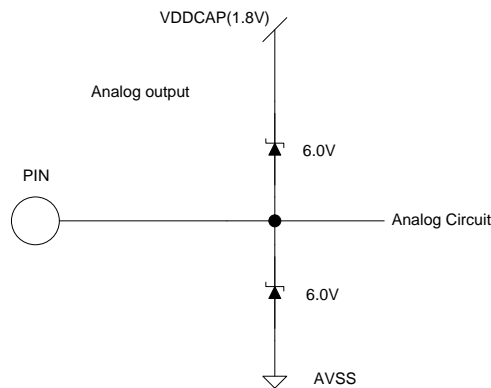 VDDCAP(1.8V)
Analog output
6.0V
PIN
Analog Circuit
6.0V
AVSS